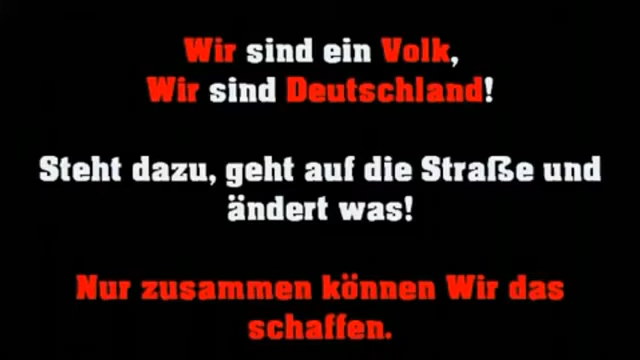 Wir sind ein Volk,
Wir sind Deutschland!
Steht dazu, geht auf die Straße und
ändert was!
Nur zusammen können Wir das
schaffen.